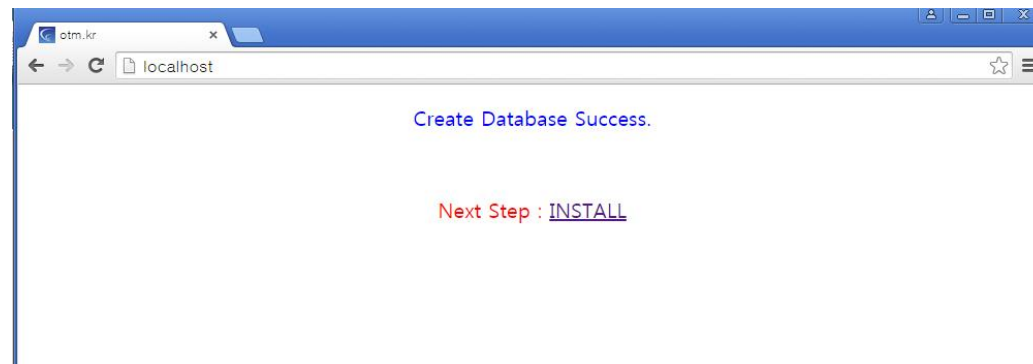 otm.kr
localhost
Create Database Success.
Next Step : INSTALL